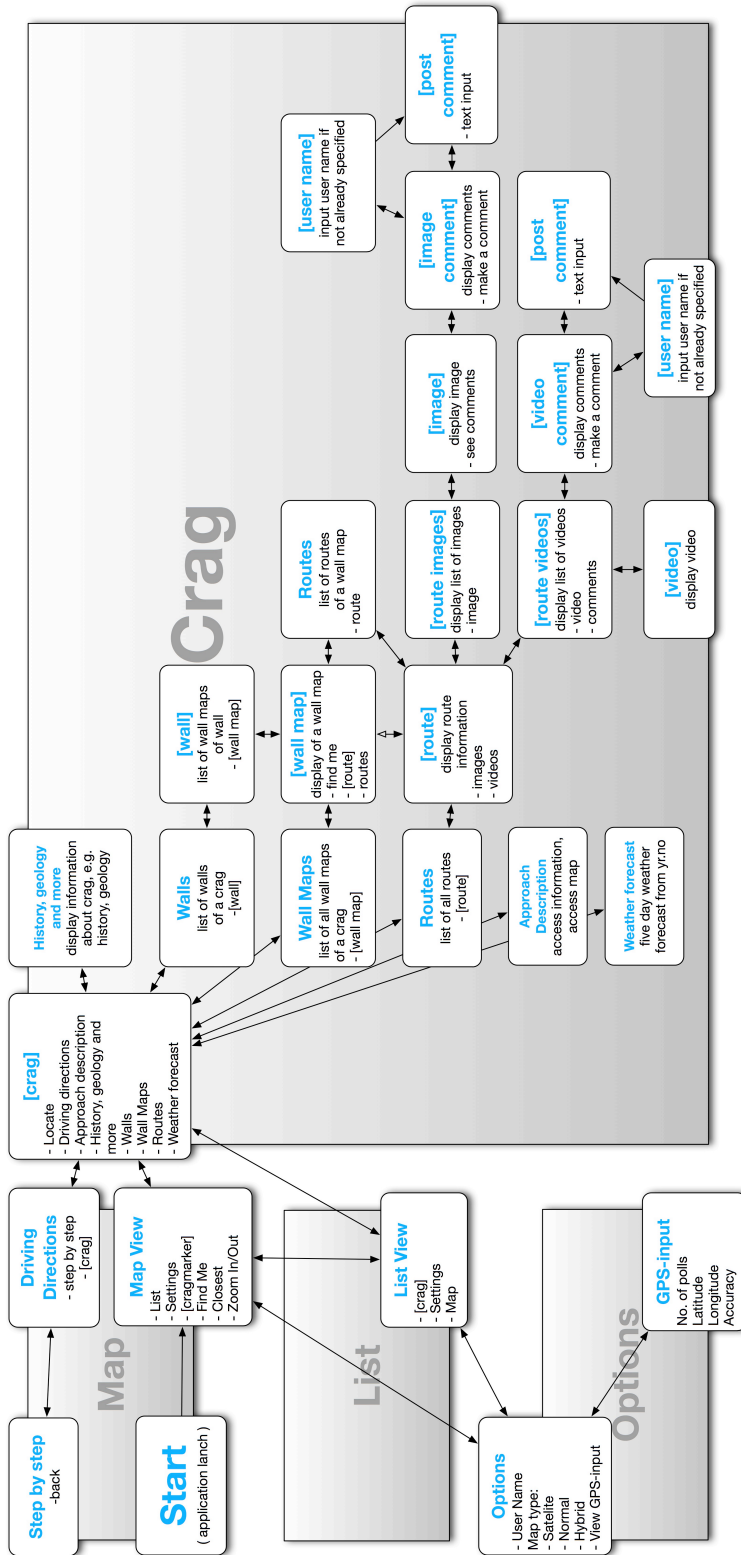 Step by step
-back
Start
( application lanch )
Map
Driving
Directions
- step by step
- [crag]
Map View
- List
- Settings
- [cragmarker]
- Find Me
- Closest
- Zoom In/Out
List
List View
- [crag]
- Settings
- Map
Options
Options
- User Name
Map type:
- Satelite
- Normal
- Hybrid
- View GPS-input
GPS-input
No. of polls
Latitude
Longitude
Accuracy
Crag
[crag]
- Locate
- Driving directions
- Approach description
- History, geology and
more
- Walls
- Wall Maps
- Routes
- Weather forecast
History, geology
and more
display information
about crag, e.g.
history, geology
Walls
list of walls
of a crag
-[wall]
Wall Maps
list of all wall maps
of a crag
- [wall map]
Routes
list of all routes
- [route]
Approach
Description
access information,
access map
Weather forecast
five day weather
forecast from yr.no
[wall]
list of wall maps
of wall
- [wall map]
[wall map]
display of a wall map
- find me
- [route]
- routes
[route]
display route
information
- images
- videos
Routes
list of routes
of a wall map
- route
[route images]
display list of images
- image
[route videos]
display list of videos
- video
- comments
[video]
display video
[image]
display image
- see comments
[video
comment]
display comments
- make a comment
[image
comment]
display comments
- make a comment
[user name]
input user name if
not already specified
[user name]
input user name if
not already specified
[post
comment]
- text input
[post
comment]
- text input